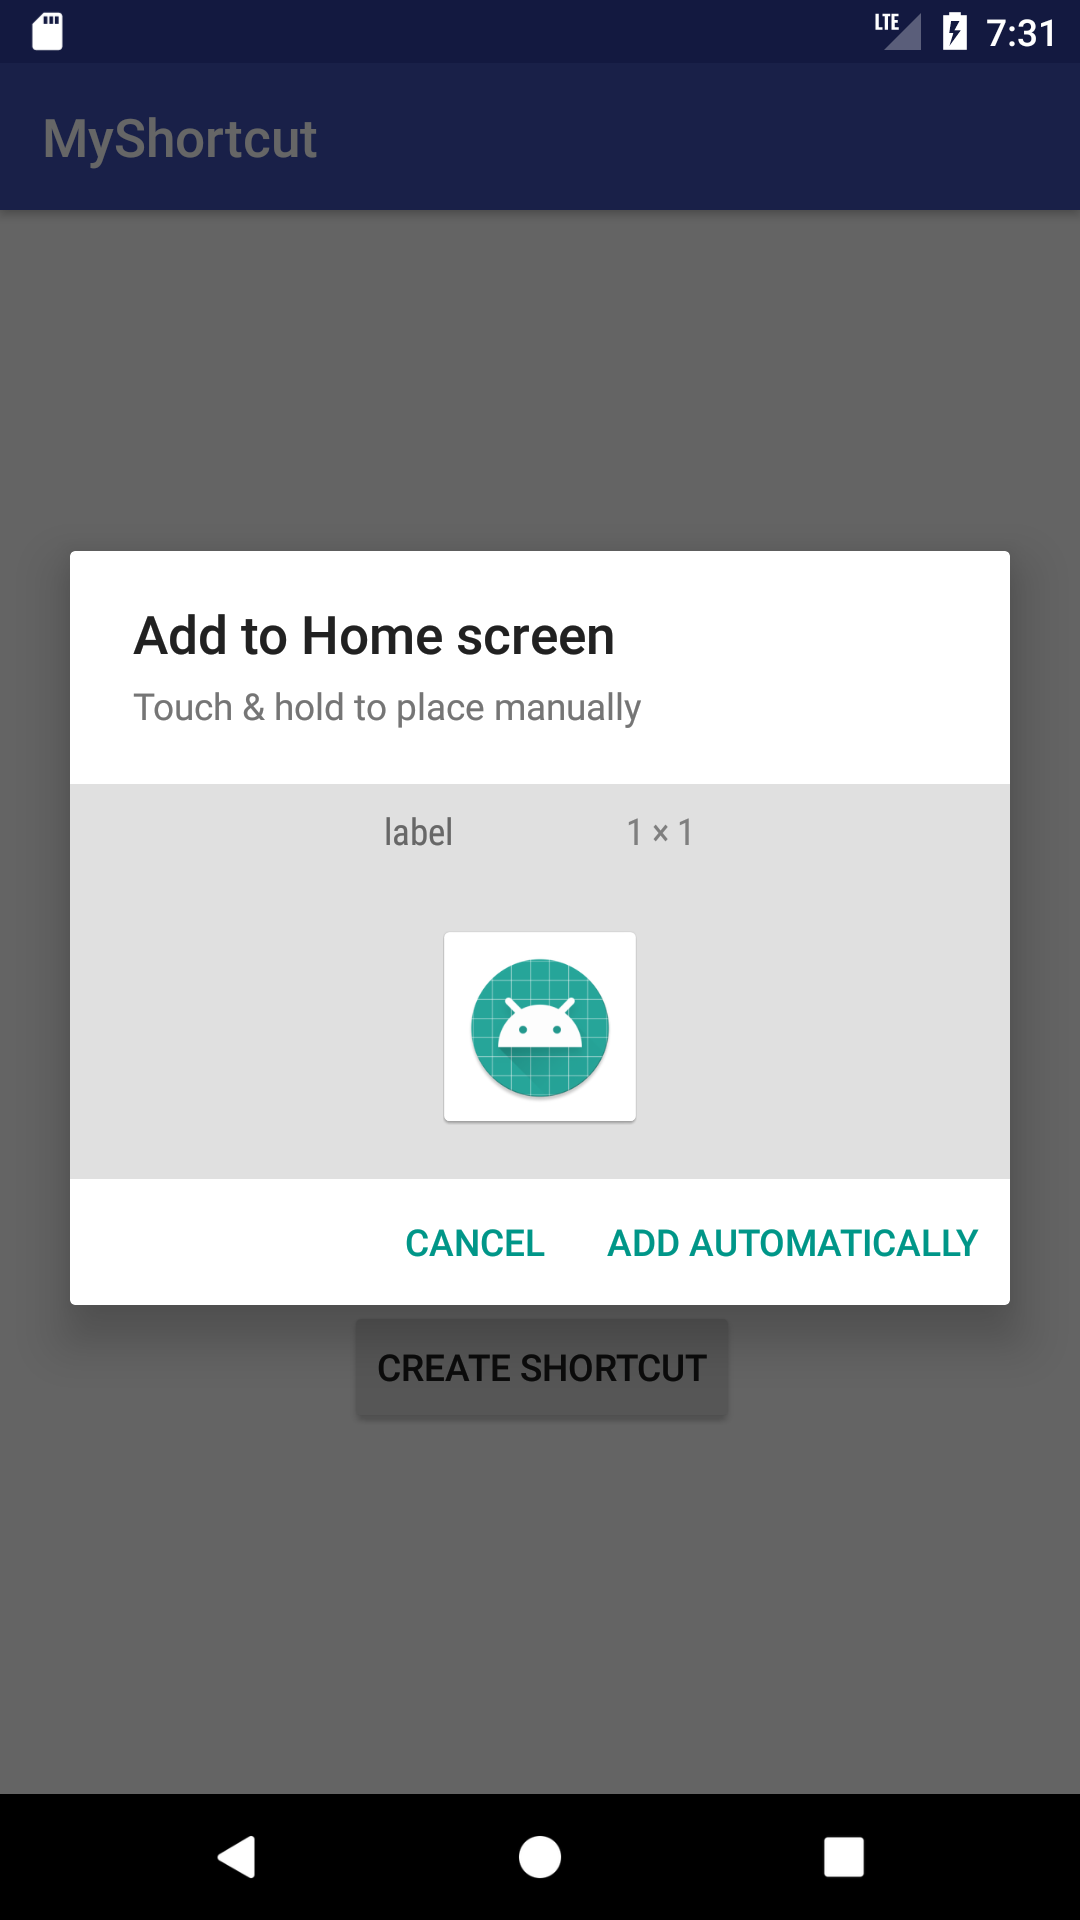 LTE 7:31
MyShortcut
Add to Home screen
Touch & hold to place manually
label 1 × 1
CANCEL ADD AUTOMATICALLY
CREATE SHORTCUT